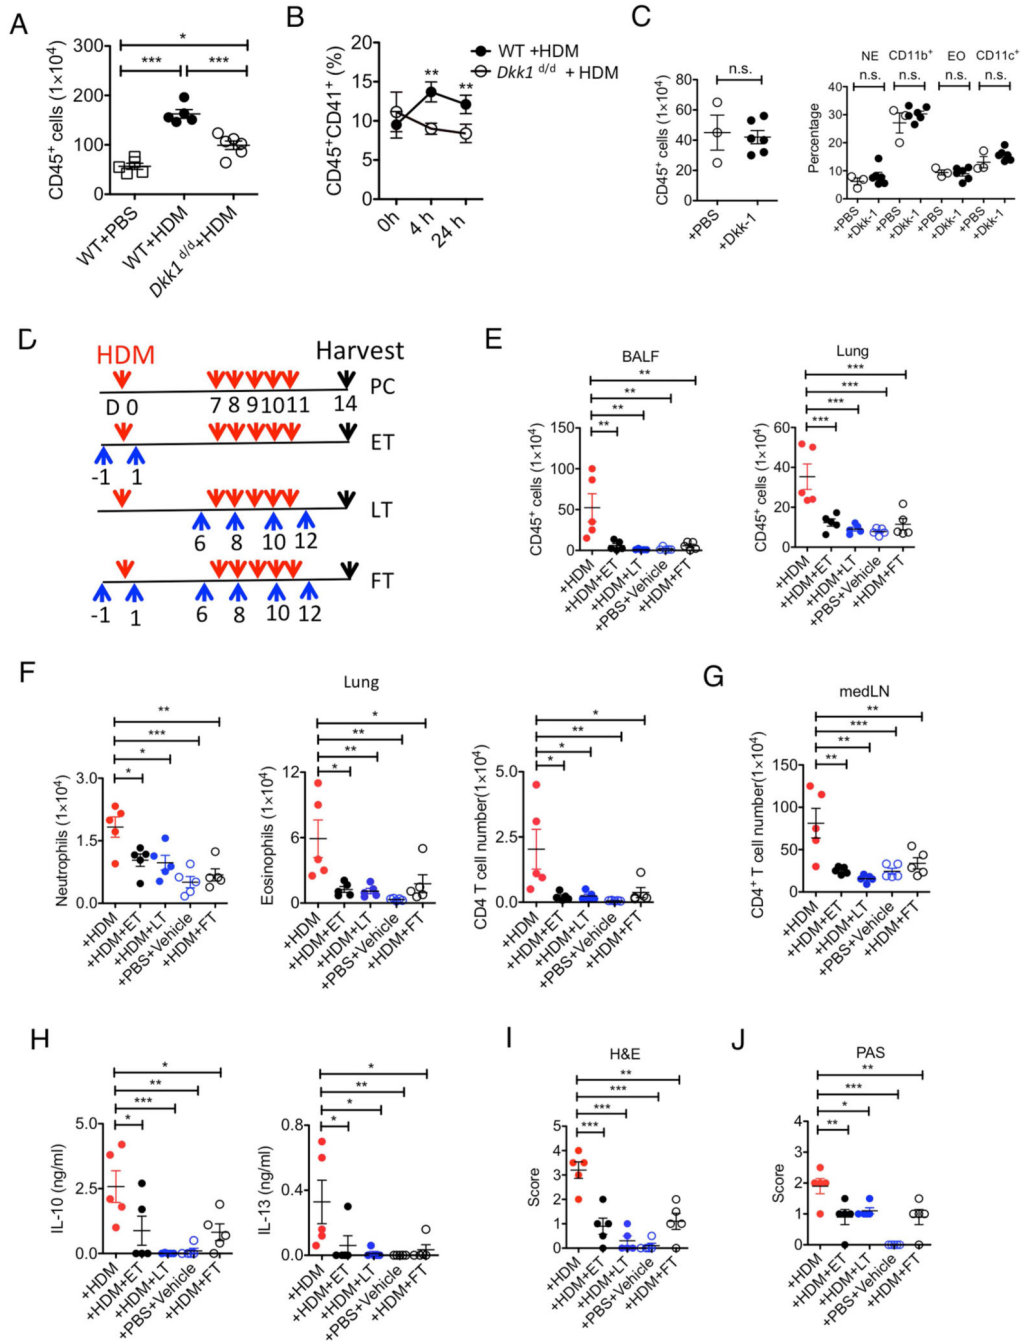 A
CD45⁺ cells (1×10⁴)
300
200
100
0
*
***
***
WT+PBS
WT+HDM
Dkk1 d/d+HDM
B
CD45⁺CD41⁺ (%)
20
15
10
5
0
**
**
WT +HDM
Dkk1 d/d + HDM
0h
4 h
24 h
C
CD45⁺ cells (1×10⁴)
80
60
40
20
0
n.s.
+PBS
+Dkk-1
Percentage
40
30
20
10
0
NE
CD11b⁺
EO
CD11c⁺
n.s.
n.s.
n.s.
n.s.
+PBS
+Dkk-1
+PBS
+Dkk-1
+PBS
+Dkk-1
+PBS
+Dkk-1
D
HDM
Harvest
PC
D 0
7 8 9 10 11
14
ET
-1
1
LT
6
8
10
12
FT
-1
1
6
8
10
12
E
BALF
**
**
**
**
CD45⁺ cells (1×10⁴)
150
100
50
0
+HDM
+HDM+ET
+HDM+LT
+PBS+Vehicle
+HDM+FT
Lung
***
***
***
***
CD45⁺ cells (1×10⁴)
60
40
20
0
+HDM
+HDM+ET
+HDM+LT
+PBS+Vehicle
+HDM+FT
F
Lung
**
***
*
*
Neutrophils (1×10⁴)
3.0
1.5
0.0
+HDM
+HDM+ET
+HDM+LT
+PBS+Vehicle
+HDM+FT
*
**
**
*
Eosinophils (1×10⁴)
12
6
0
+HDM
+HDM+ET
+HDM+LT
+PBS+Vehicle
+HDM+FT
*
**
*
*
CD4 T cell number(1×10⁴)
5.0
2.5
0.0
+HDM
+HDM+ET
+HDM+LT
+PBS+Vehicle
+HDM+FT
G
medLN
**
***
**
**
CD4⁺ T cell number(1×10⁴)
150
100
50
0
+HDM
+HDM+ET
+HDM+LT
+PBS+Vehicle
+HDM+FT
H
*
**
***
*
IL-10 (ng/ml)
5.0
2.5
0.0
+HDM
+HDM+ET
+HDM+LT
+PBS+Vehicle
+HDM+FT
*
**
*
*
IL-13 (ng/ml)
0.8
0.4
0.0
+HDM
+HDM+ET
+HDM+LT
+PBS+Vehicle
+HDM+FT
I
H&E
**
***
***
***
Score
5
4
3
2
1
0
+HDM
+HDM+ET
+HDM+LT
+PBS+Vehicle
+HDM+FT
J
PAS
**
***
*
**
Score
4
3
2
1
0
+HDM
+HDM+ET
+HDM+LT
+PBS+Vehicle
+HDM+FT